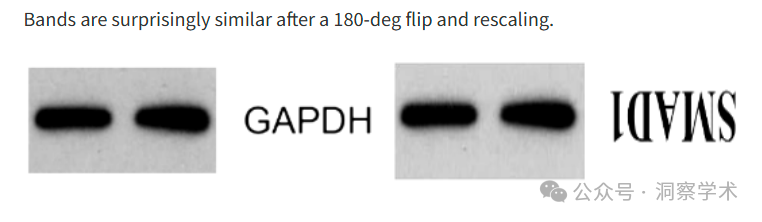 Bands are surprisingly similar after a 180-deg flip and rescaling.
GAPDH
SMAD1
公众号 · 洞察学术